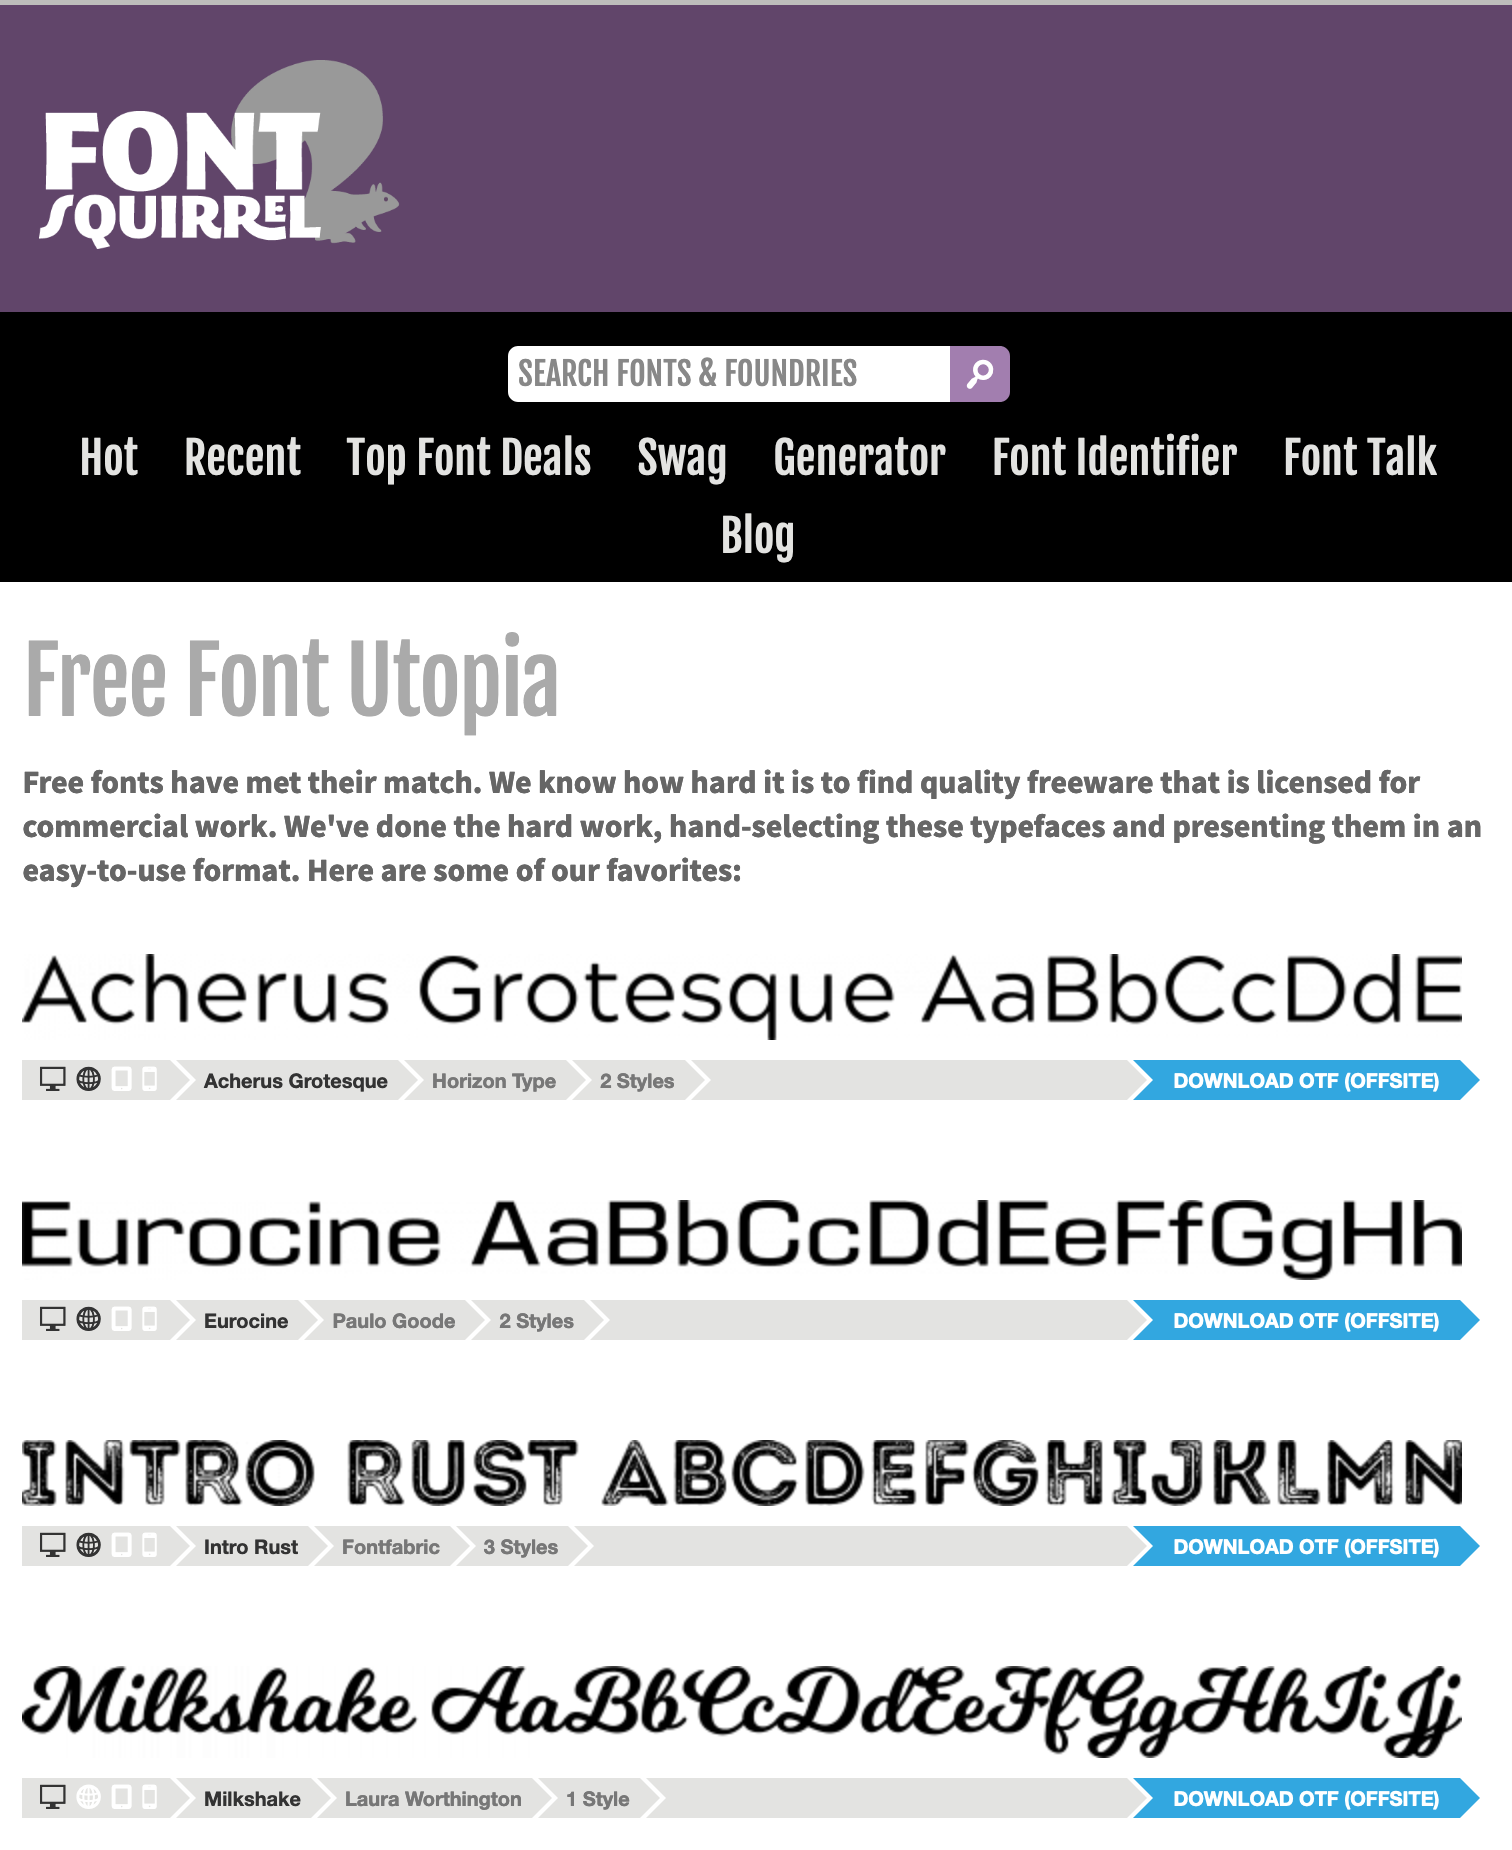 FONT
SQUIRREL
SEARCH FONTS & FOUNDRIES
Hot Recent Top Font Deals Swag Generator Font Identifier Font Talk
Blog
Free Font Utopia
Free fonts have met their match. We know how hard it is to find quality freeware that is licensed for
commercial work. We've done the hard work, hand-selecting these typefaces and presenting them in an
easy-to-use format. Here are some of our favorites:
Acherus Grotesque AaBbCcDdE
Acherus Grotesque Horizon Type 2 Styles DOWNLOAD OTF (OFFSITE)
Eurocine AaBbCcDdEeFfGgHh
Eurocine Paulo Goode 2 Styles DOWNLOAD OTF (OFFSITE)
INTRO RUST ABCDEFGHIJKLMN
Intro Rust Fontfabric 3 Styles DOWNLOAD OTF (OFFSITE)
Milkshake AaBbCcDdEeFfGgHhIiJj
Milkshake Laura Worthington 1 Style DOWNLOAD OTF (OFFSITE)